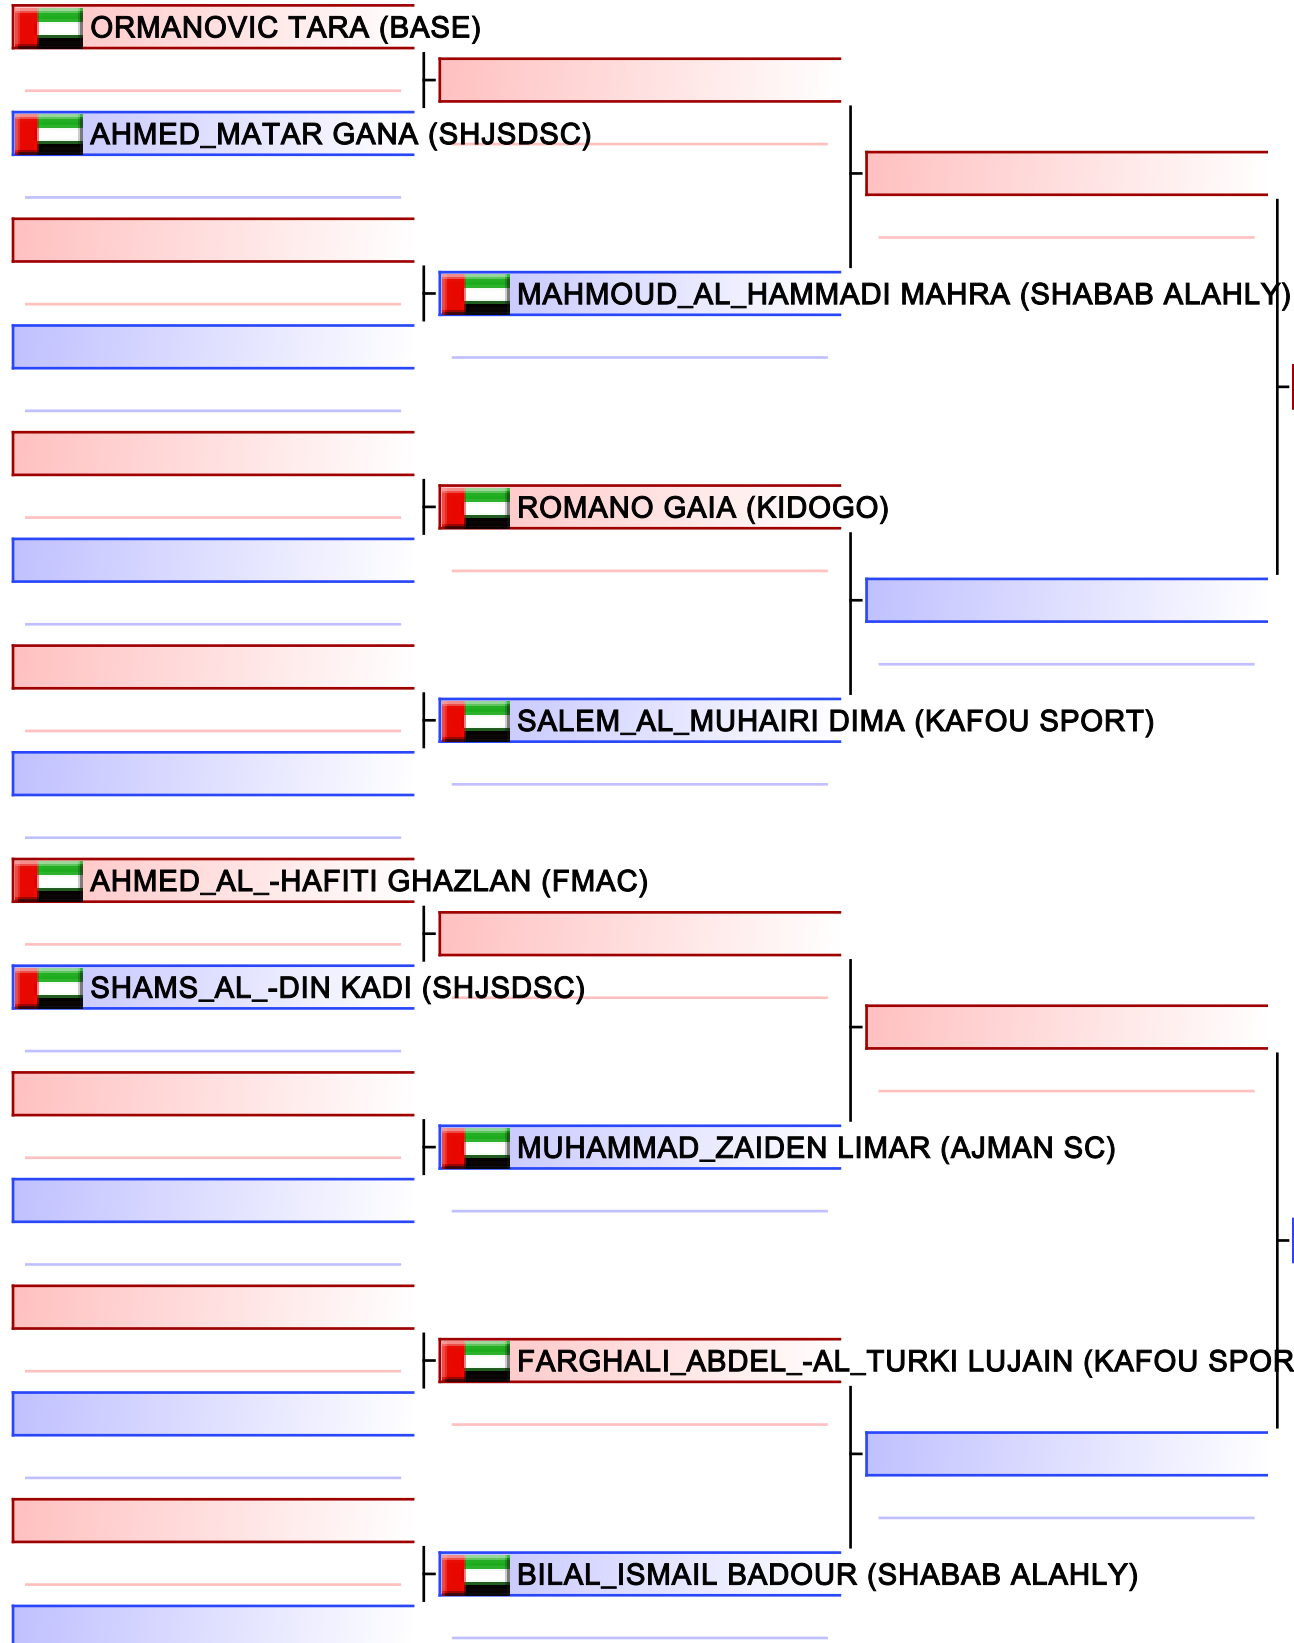 ORMANOVIC TARA (BASE)
AHMED_MATAR GANA (SHJSDSC)
MAHMOUD_AL_HAMMADI MAHRA (SHABAB ALAHLY)
ROMANO GAIA (KIDOGO)
SALEM_AL_MUHAIRI DIMA (KAFOU SPORT)
AHMED_AL_-HAFITI GHAZLAN (FMAC)
SHAMS_AL_-DIN KADI (SHJSDSC)
MUHAMMAD_ZAIDEN LIMAR (AJMAN SC)
FARGHALI_ABDEL_-AL_TURKI LUJAIN (KAFOU SPOR
BILAL_ISMAIL BADOUR (SHABAB ALAHLY)